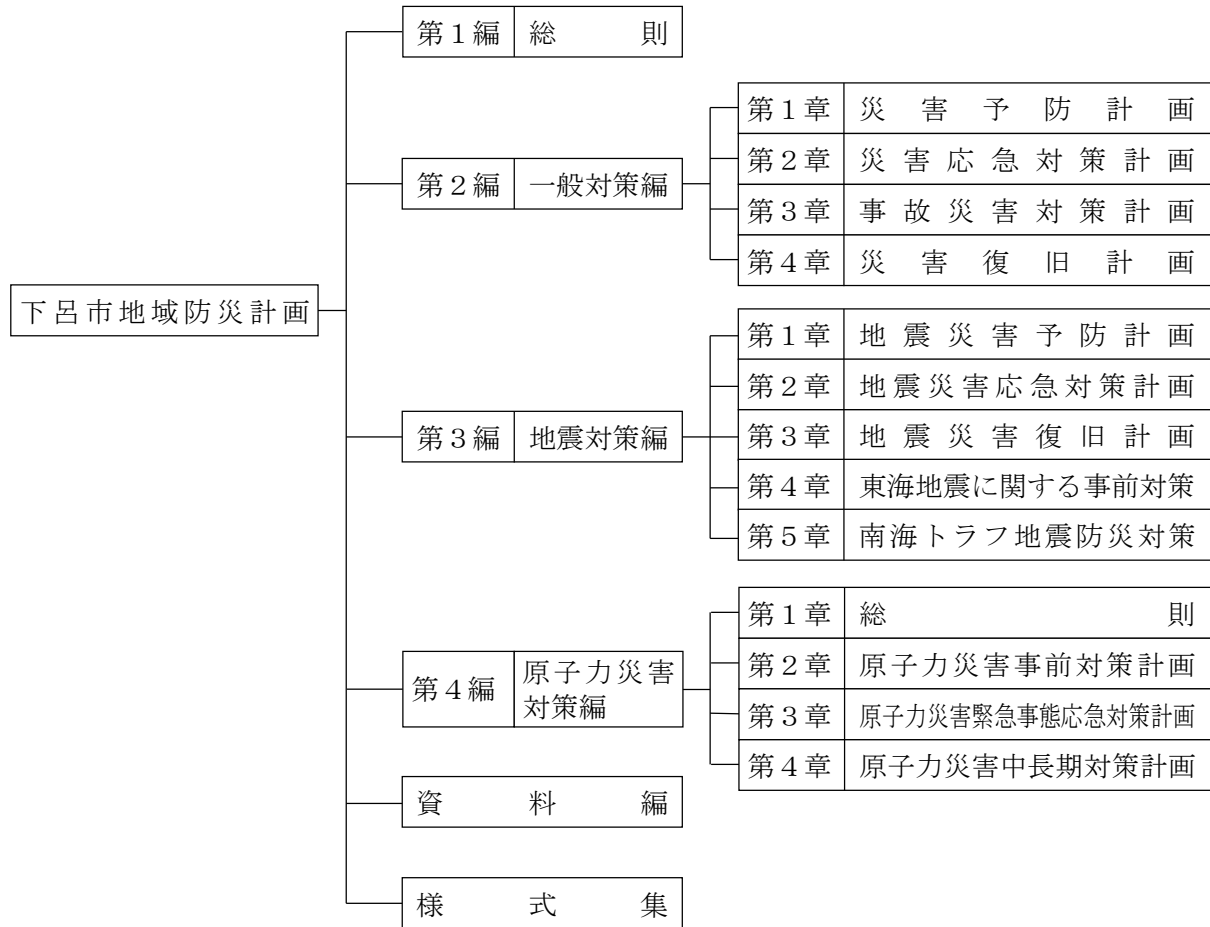 第1編 総則
第1章 災害予防計画
第2章 災害応急対策計画
第2編 一般対策編
第3章 事故災害対策計画
第4章 災害復旧計画
下呂市地域防災計画
第1章 地震災害予防計画
第2章 地震災害応急対策計画
第3編 地震対策編
第3章 地震災害復旧計画
第4章 東海地震に関する事前対策
第5章 南海トラフ地震防災対策
第1章 総則
第2章 原子力災害事前対策計画
第4編 原子力災害
対策編
第3章 原子力災害緊急事態応急対策計画
第4章 原子力災害中長期対策計画
資料編
様式集